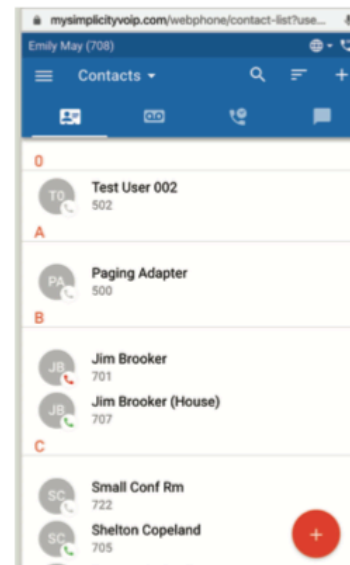 mysimplicityvoip.com/webphone/contact-list?use...
Emily May (708)
Contacts
0
T0
Test User 002
502
A
PA
Paging Adapter
500
B
JB
Jim Brooker
701
JB
Jim Brooker (House)
707
C
SC
Small Conf Rm
722
SC
Shelton Copeland
705